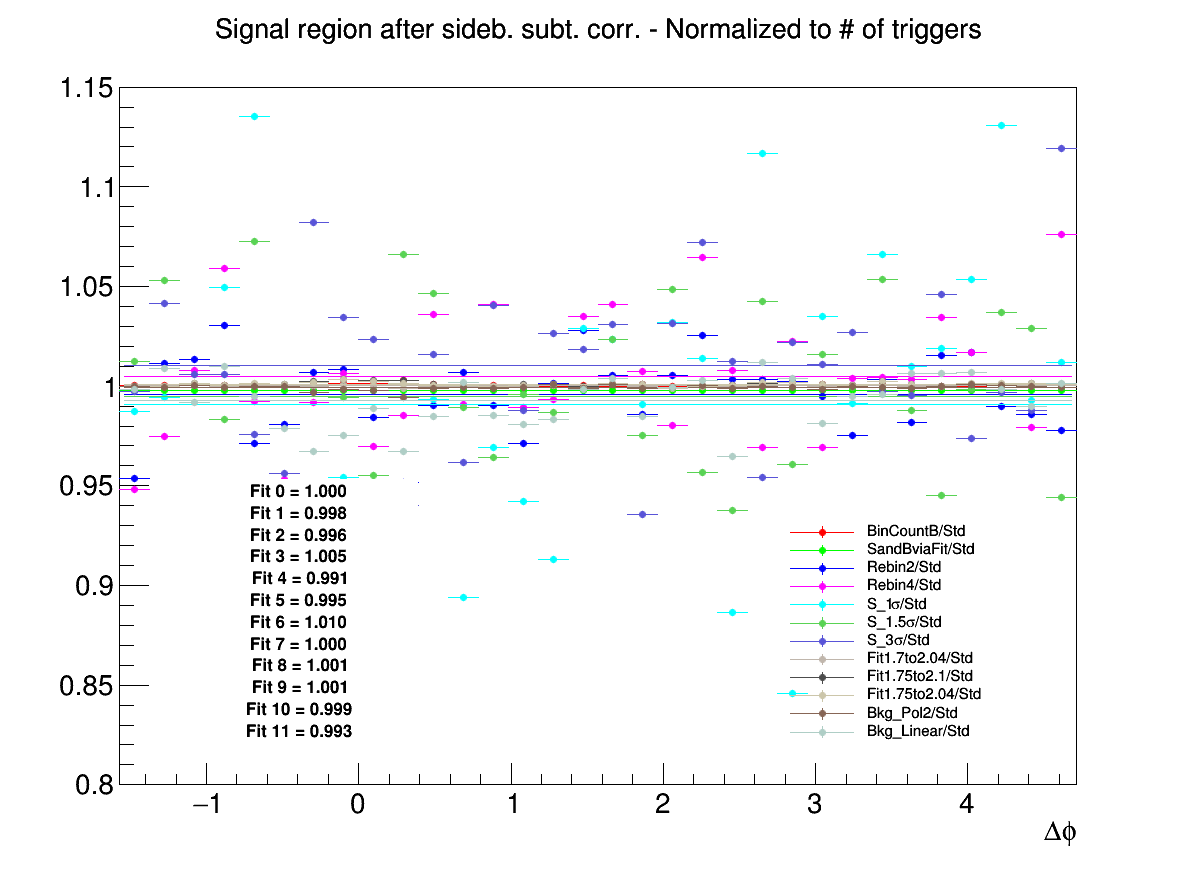 Signal region after sideb. subt. corr. - Normalized to # of triggers
1.15
1.1
1.05
1
0.95
0.9
0.85
0.8
Fit 0 = 1.000
Fit 1 = 0.998
Fit 2 = 0.996
Fit 3 = 1.005
Fit 4 = 0.991
Fit 5 = 0.995
Fit 6 = 1.010
Fit 7 = 1.000
Fit 8 = 1.001
Fit 9 = 1.001
Fit 10 = 0.999
Fit 11 = 0.993
BinCountB/Std
SandBviaFit/Std
Rebin2/Std
Rebin4/Std
S_1σ/Std
S_1.5σ/Std
S_3σ/Std
Fit1.7to2.04/Std
Fit1.75to2.1/Std
Fit1.75to2.04/Std
Bkg_Pol2/Std
Bkg_Linear/Std
−1 0 1 2 3 4
Δϕ